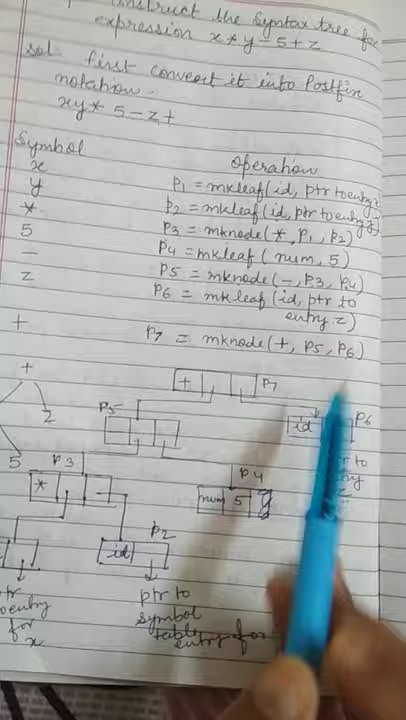 construct the Syntax tree for
expression x*y-5+z
sol first convert it into Postfix
notation.
xy* 5-z+
Symbol Operation
x P1 = mkleaf(id, ptr to entry x)
y P2 = mkleaf(id, ptr to entry y)
* P3 = mknode(*, P1, P2)
5 P4 = mkleaf(num, 5)
- P5 = mknode(-, P3, P4)
z P6 = mkleaf(id, ptr to
entry z)
+ P7 = mknode(+, P5, P6)
+
z
5
+ P7
P5
id P6
to
z
P3
*
P4
num 5
P2
id
ptr
to entry
for
x
ptr to
symbol
table
entry for